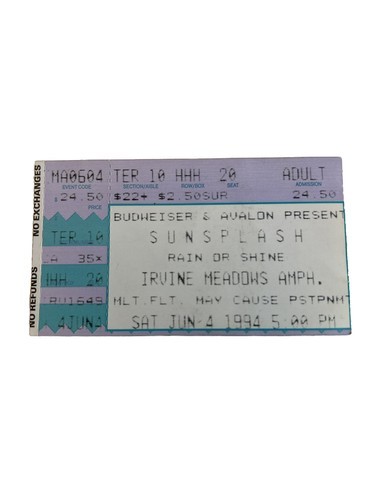 NO EXCHANGES
NO REFUNDS
MA0604 TER 10 HHH 20 ADULT
EVENT CODE SECTION/AISLE ROW/BOX SEAT ADMISSION
$24.50 $22+ $2.50SUR 24.50
PRICE
BUDWEISER & AVALON PRESENT
TER 10 SUNSPLASH
CA 35X RAIN OR SHINE
HHH 20 IRVINE MEADOWS AMPH.
MLT.FLT. MAY CAUSE PSTPNMT
4JUN SAT JUN 4 1994 5:00 PM